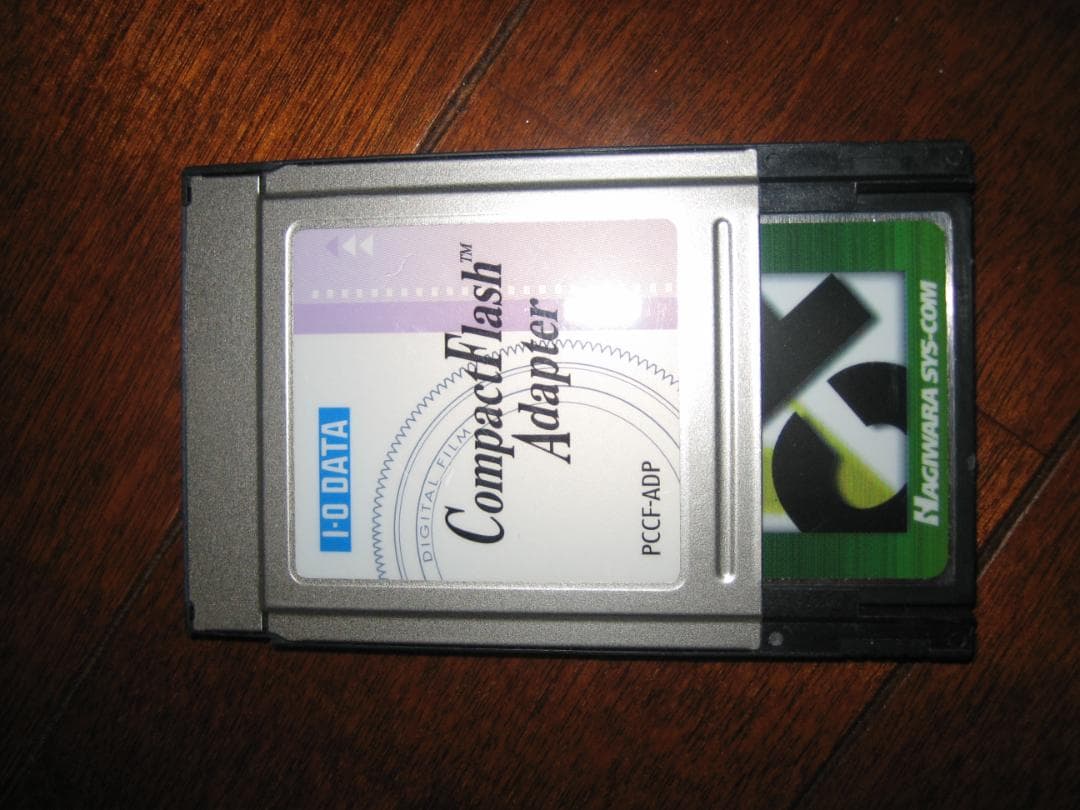 I·O DATA
DIGITAL FILM
CompactFlash™
Adapter
PCCF-ADP
HAGIWARA SYS-COM